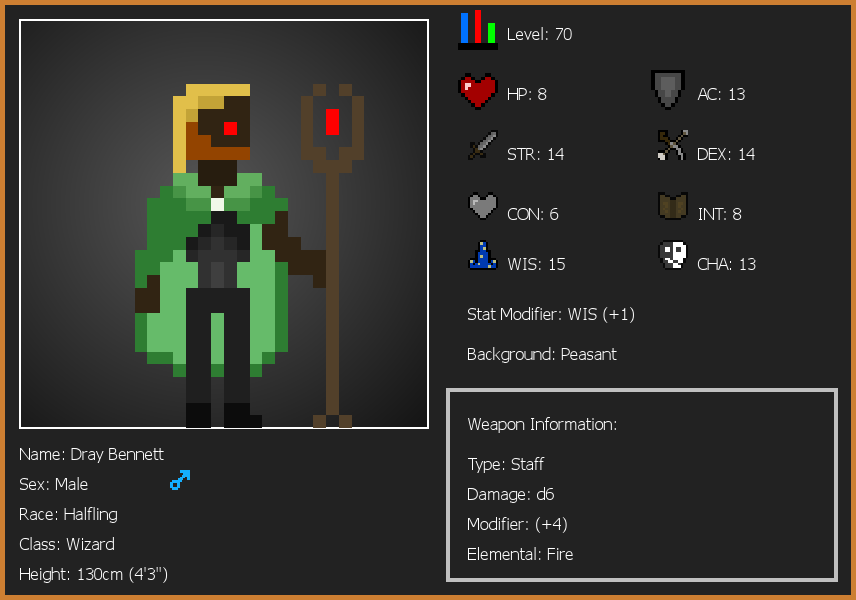 Level: 70
HP: 8
AC: 13
STR: 14
DEX: 14
CON: 6
INT: 8
WIS: 15
CHA: 13
Stat Modifier: WIS (+1)
Background: Peasant
Weapon Information:
Type: Staff
Damage: d6
Modifier: (+4)
Elemental: Fire
Name: Dray Bennett
Sex: Male
Race: Halfling
Class: Wizard
Height: 130cm (4'3")